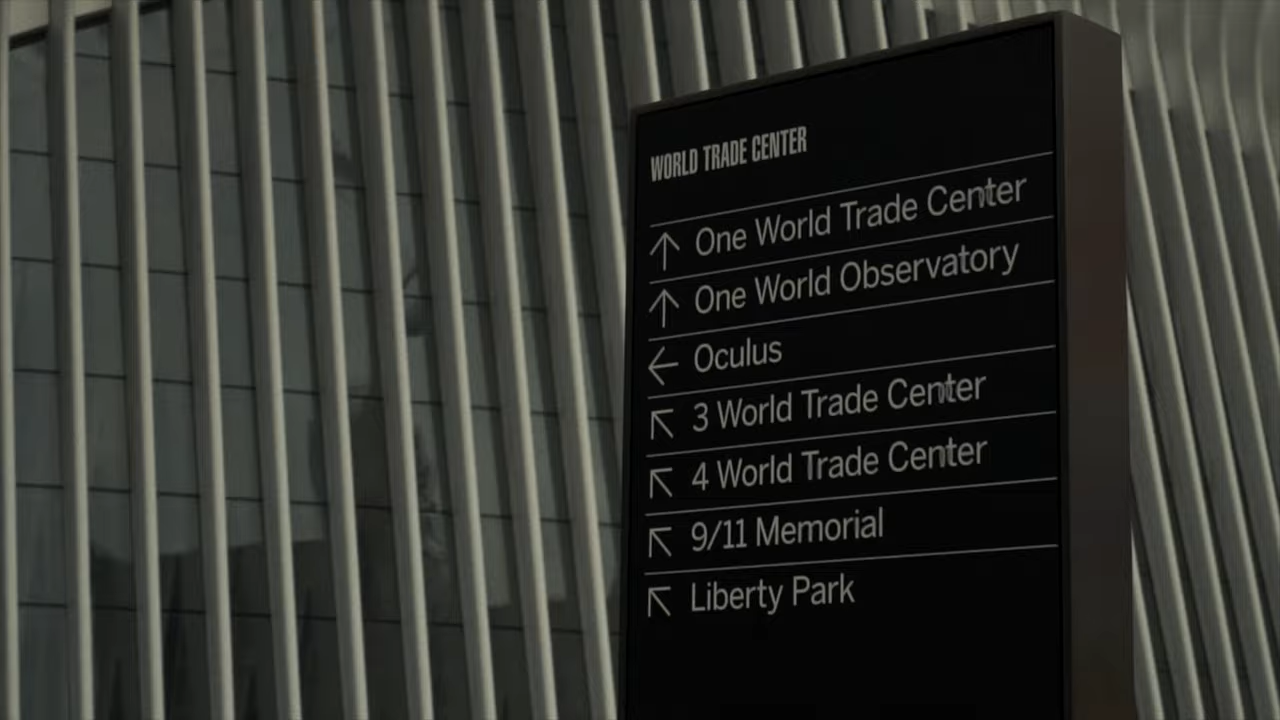 WORLD TRADE CENTER
↑ One World Trade Center
↑ One World Observatory
← Oculus
↖ 3 World Trade Center
↖ 4 World Trade Center
↖ 9/11 Memorial
↖ Liberty Park